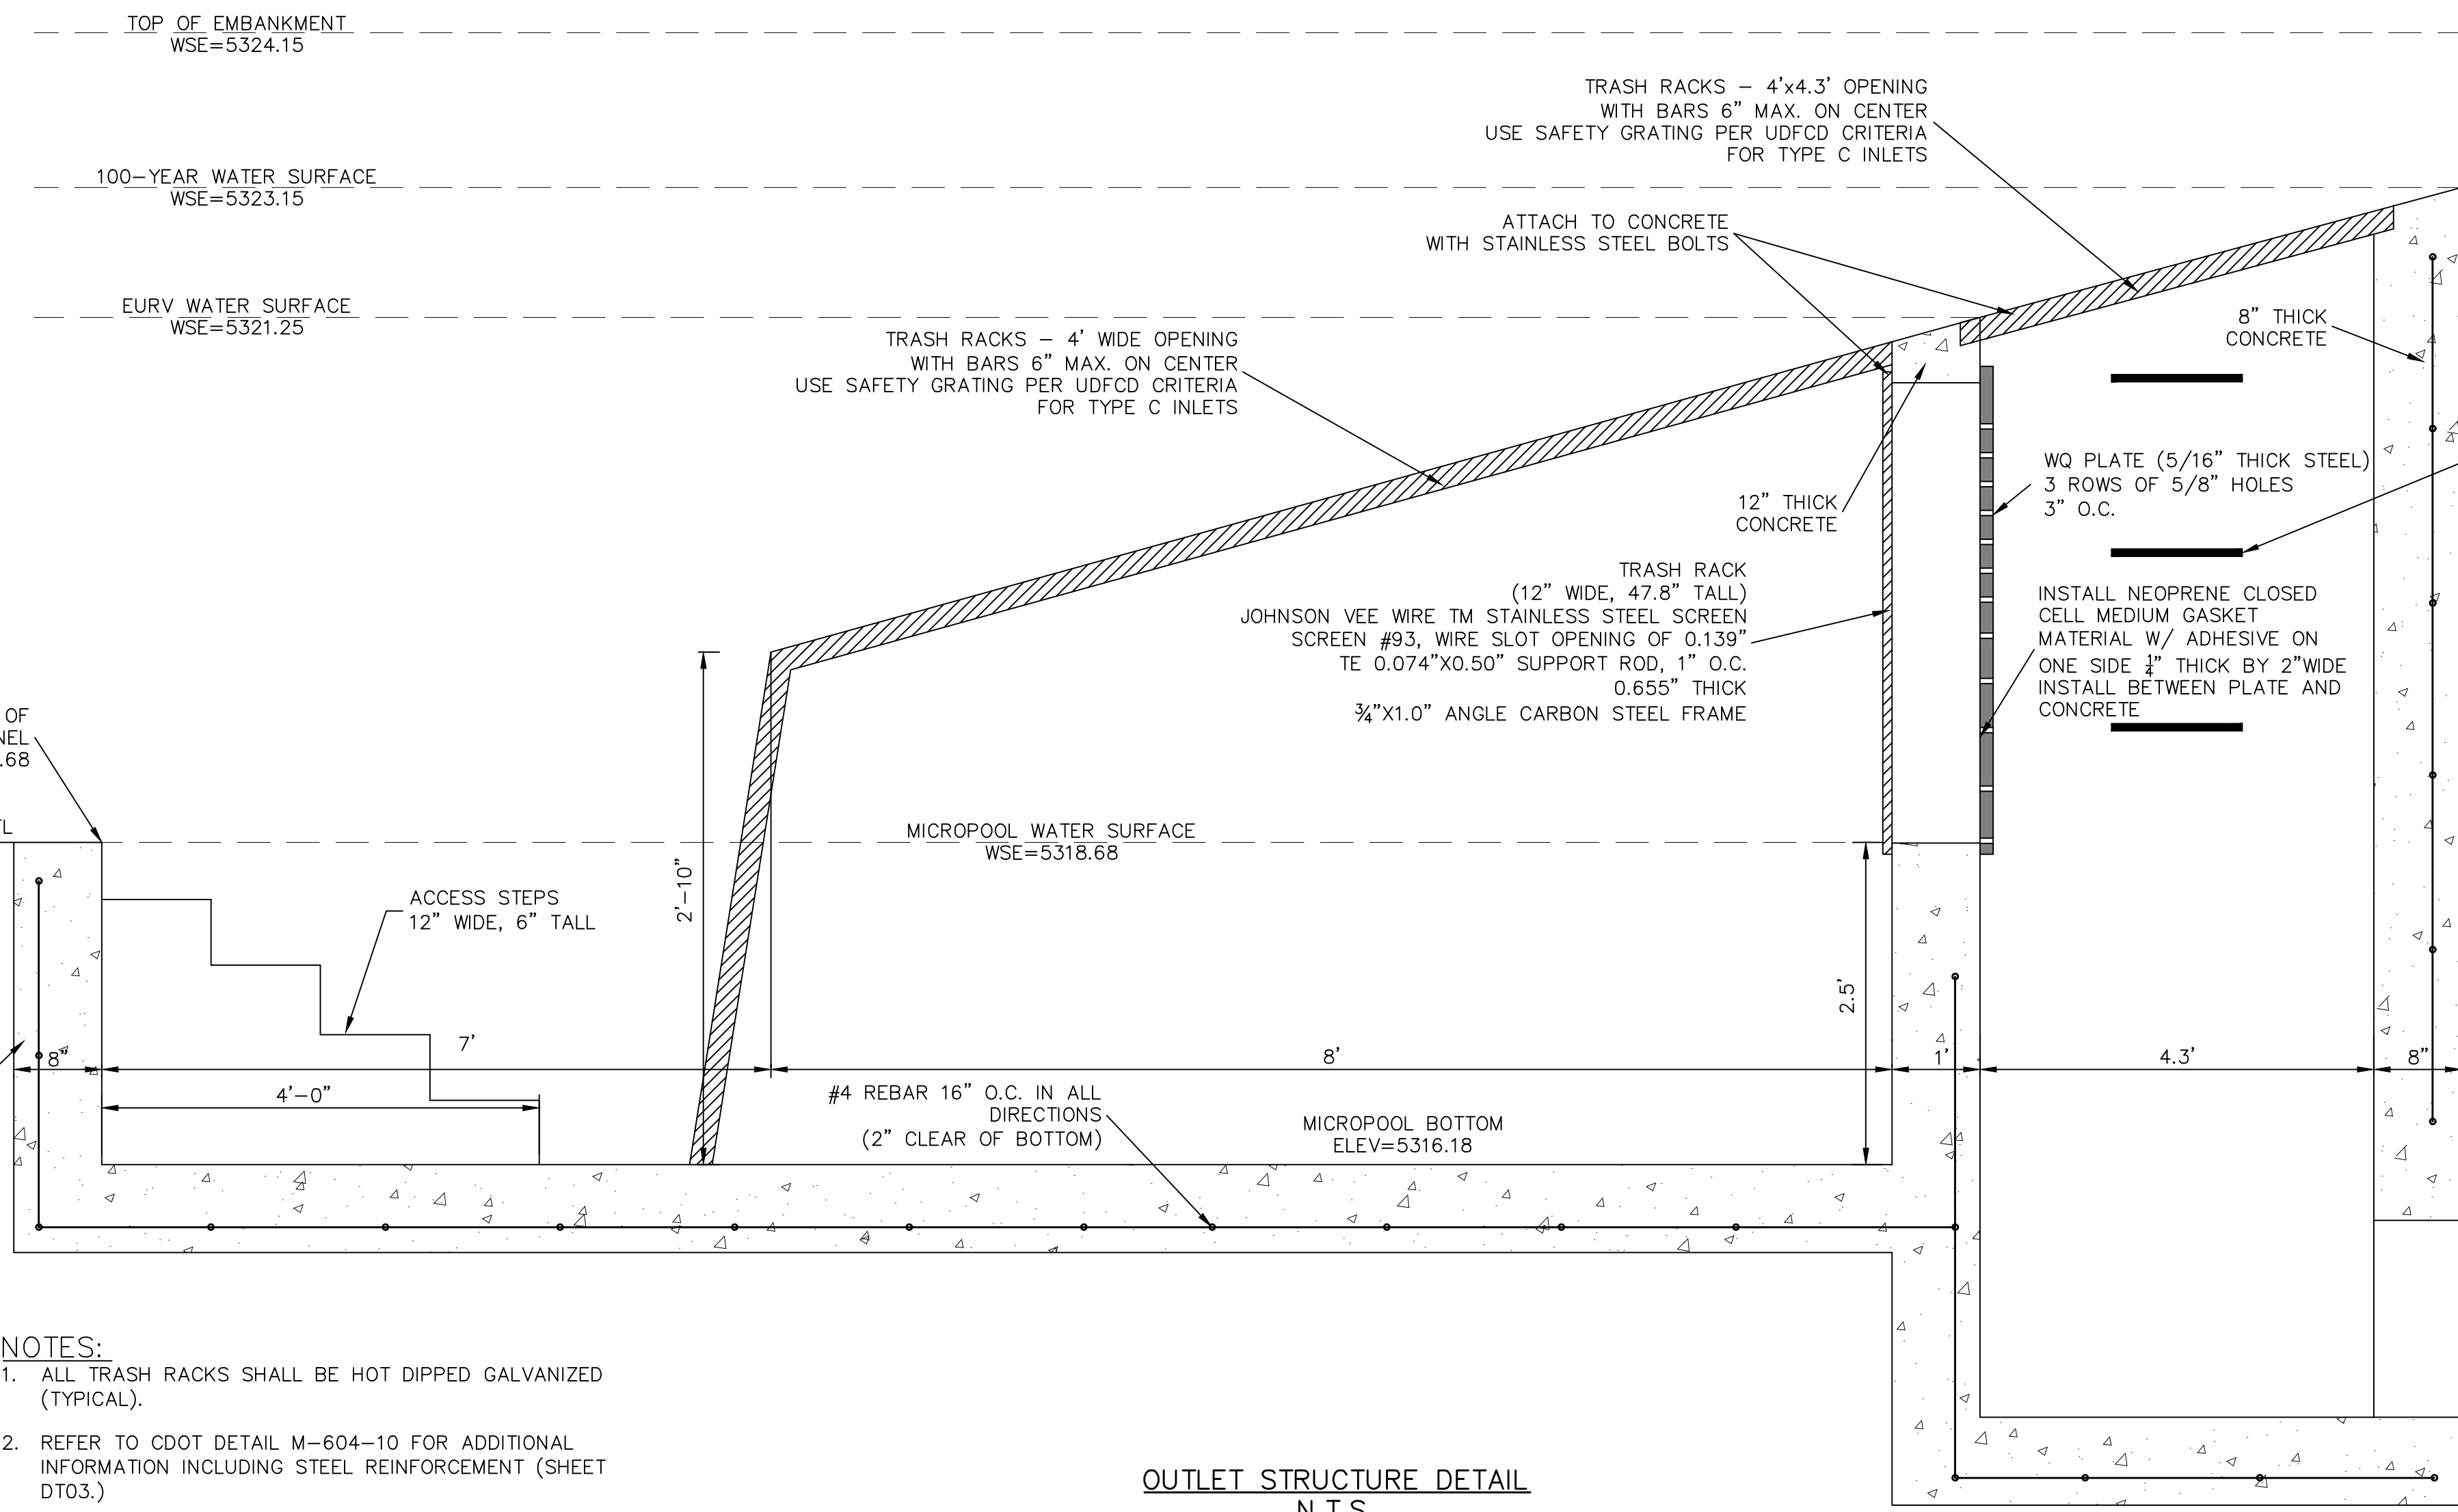 TOP OF EMBANKMENT
WSE=5324.15
TRASH RACKS – 4'x4.3' OPENING
WITH BARS 6" MAX. ON CENTER
USE SAFETY GRATING PER UDFCD CRITERIA
FOR TYPE C INLETS
100–YEAR WATER SURFACE
WSE=5323.15
ATTACH TO CONCRETE
WITH STAINLESS STEEL BOLTS
EURV WATER SURFACE
WSE=5321.25
8" THICK
CONCRETE
TRASH RACKS – 4' WIDE OPENING
WITH BARS 6" MAX. ON CENTER
USE SAFETY GRATING PER UDFCD CRITERIA
FOR TYPE C INLETS
WQ PLATE (5/16" THICK STEEL)
3 ROWS OF 5/8" HOLES
3" O.C.
12" THICK
CONCRETE
TRASH RACK
(12" WIDE, 47.8" TALL)
JOHNSON VEE WIRE TM STAINLESS STEEL SCREEN
SCREEN #93, WIRE SLOT OPENING OF 0.139"
TE 0.074"X0.50" SUPPORT ROD, 1" O.C.
0.655" THICK
¾"X1.0" ANGLE CARBON STEEL FRAME
INSTALL NEOPRENE CLOSED
CELL MEDIUM GASKET
MATERIAL W/ ADHESIVE ON
ONE SIDE ¼" THICK BY 2"WIDE
INSTALL BETWEEN PLATE AND
CONCRETE
OF
NEL
.68
TL
MICROPOOL WATER SURFACE
WSE=5318.68
2'–10"
ACCESS STEPS
12" WIDE, 6" TALL
2.5'
8"
7'
8'
1'
4.3'
8"
4'–0"
#4 REBAR 16" O.C. IN ALL
DIRECTIONS
(2" CLEAR OF BOTTOM)
MICROPOOL BOTTOM
ELEV=5316.18
NOTES:
1. ALL TRASH RACKS SHALL BE HOT DIPPED GALVANIZED
(TYPICAL).
2. REFER TO CDOT DETAIL M–604–10 FOR ADDITIONAL
INFORMATION INCLUDING STEEL REINFORCEMENT (SHEET
DT03.)
OUTLET STRUCTURE DETAIL
N.T.S.